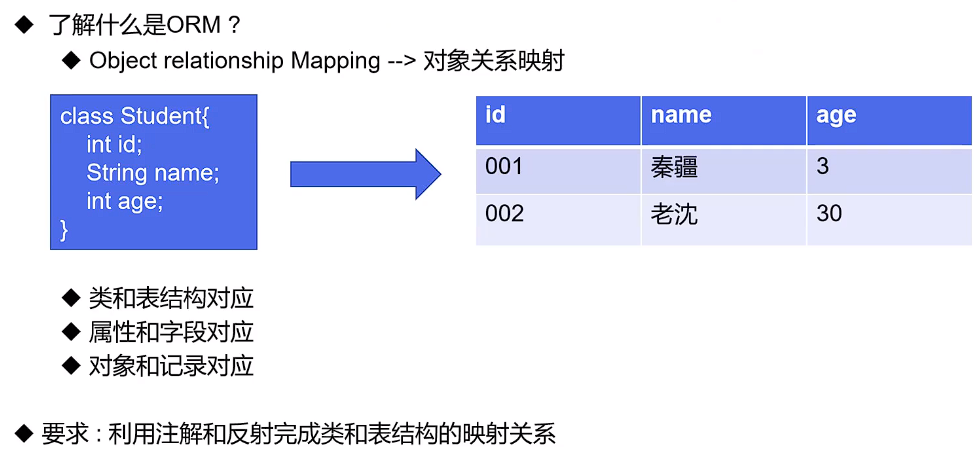 ◆ 了解什么是ORM ?
◆ Object relationship Mapping --> 对象关系映射
class Student{
int id;
String name;
int age;
}
id name age
001 秦疆 3
002 老沈 30
◆ 类和表结构对应
◆ 属性和字段对应
◆ 对象和记录对应
◆ 要求 : 利用注解和反射完成类和表结构的映射关系